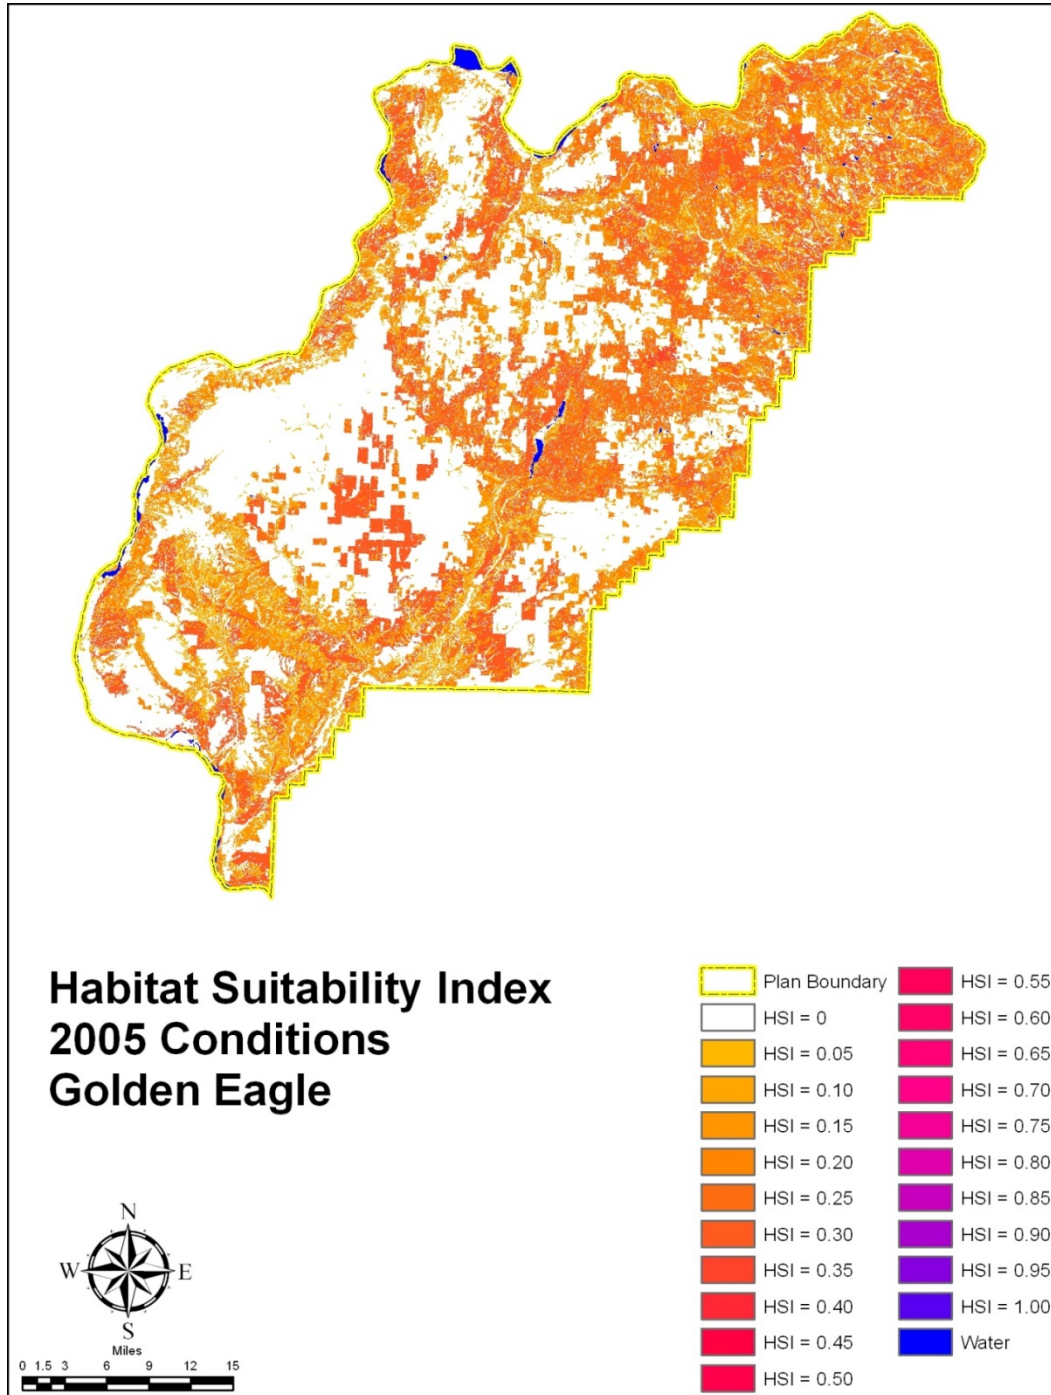 Habitat Suitability Index
2005 Conditions
Golden Eagle
N
W E
S
Miles
0 1.5 3 6 9 12 15
Plan Boundary
HSI = 0
HSI = 0.05
HSI = 0.10
HSI = 0.15
HSI = 0.20
HSI = 0.25
HSI = 0.30
HSI = 0.35
HSI = 0.40
HSI = 0.45
HSI = 0.50
HSI = 0.55
HSI = 0.60
HSI = 0.65
HSI = 0.70
HSI = 0.75
HSI = 0.80
HSI = 0.85
HSI = 0.90
HSI = 0.95
HSI = 1.00
Water